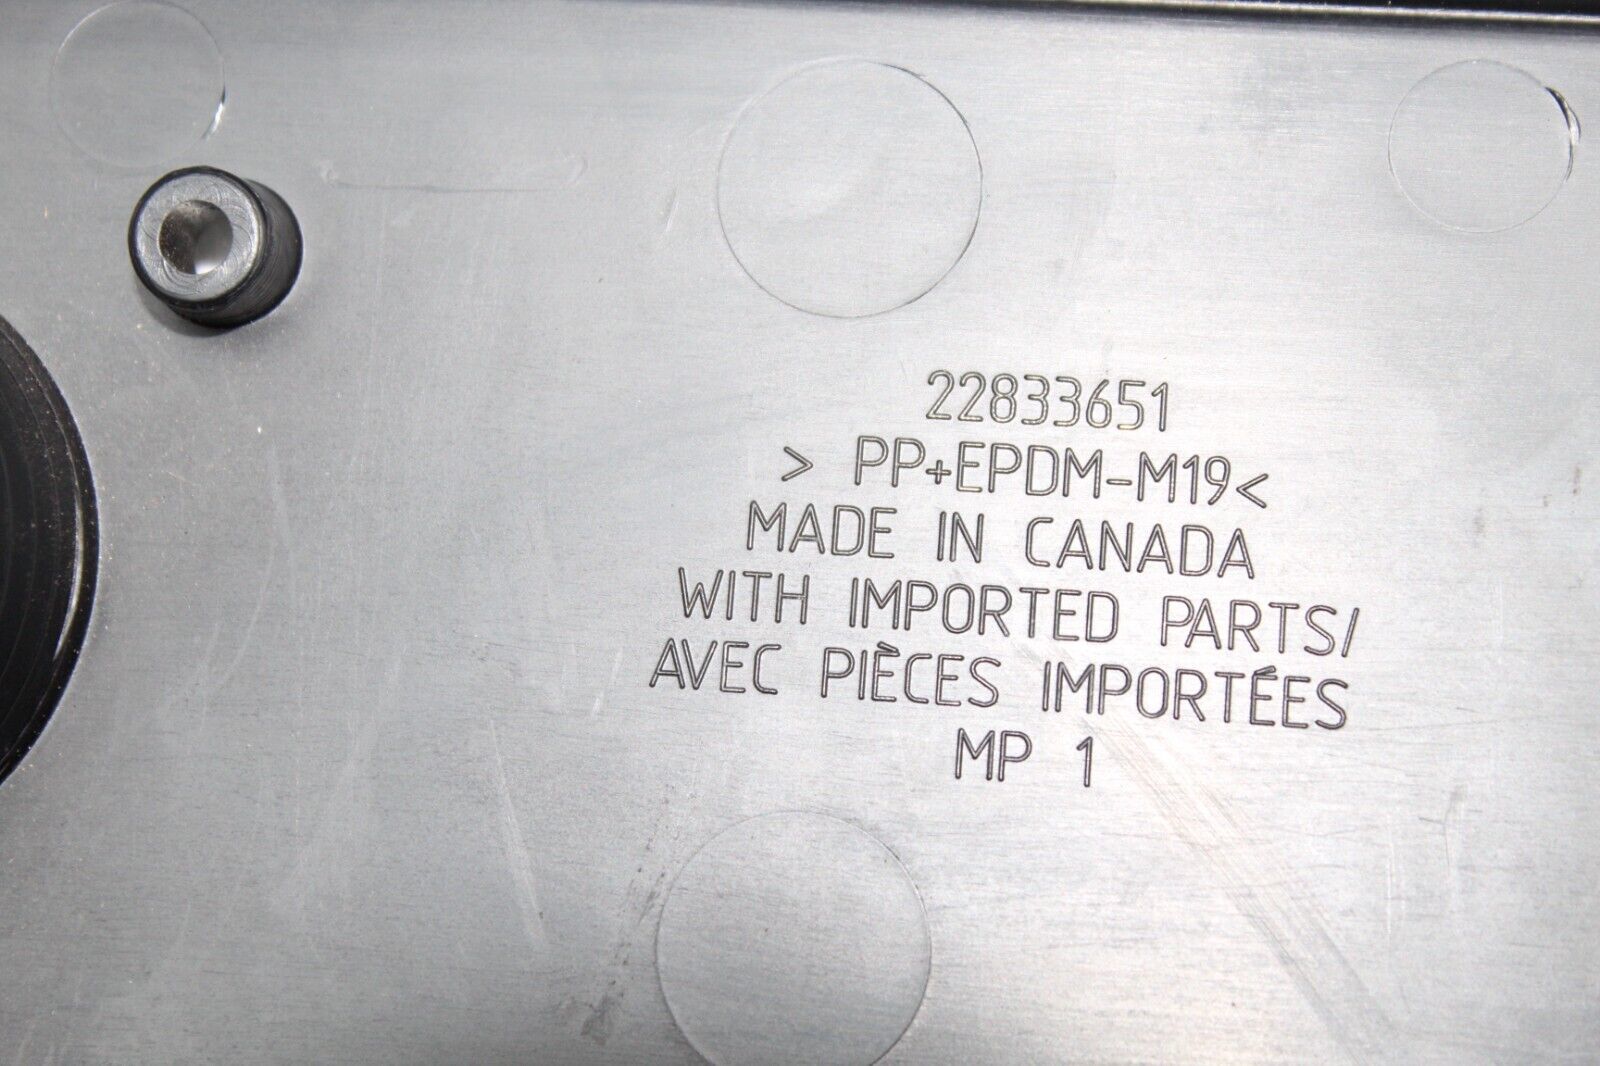 22833651
> PP+EPDM-M19<
MADE IN CANADA
WITH IMPORTED PARTS/
AVEC PIÈCES IMPORTÉES
MP 1